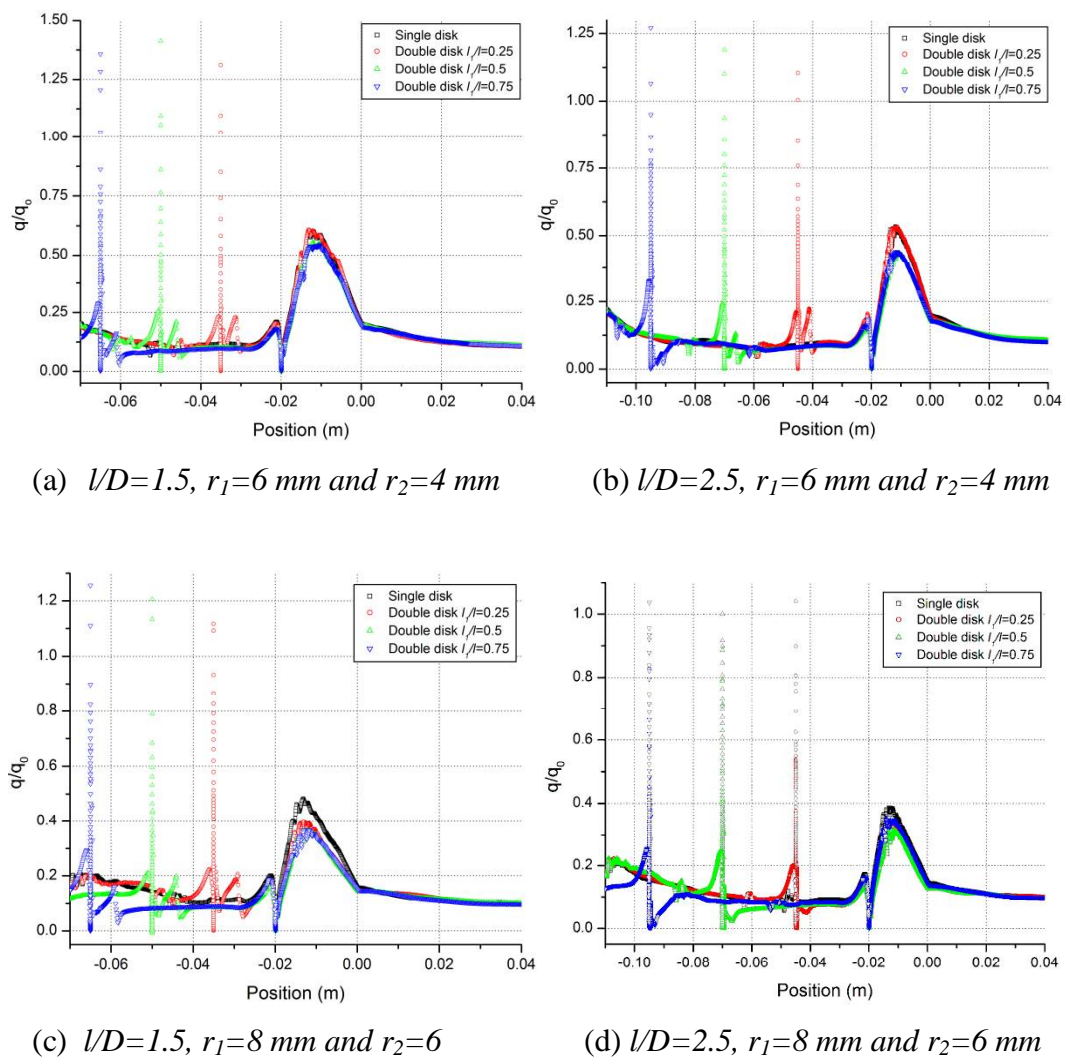 1.50
1.25
1.00
0.75
0.50
0.25
0.00
q/q0
Single disk
Double disk l1/l=0.25
Double disk l1/l=0.5
Double disk l1/l=0.75
-0.06 -0.04 -0.02 0.00 0.02 0.04
Position (m)
(a) l/D=1.5, r1=6 mm and r2=4 mm
1.25
1.00
0.75
0.50
0.25
0.00
q/q0
Single disk
Double disk l1/l=0.25
Double disk l1/l=0.5
Double disk l1/l=0.75
-0.10 -0.08 -0.06 -0.04 -0.02 0.00 0.02 0.04
Position (m)
(b) l/D=2.5, r1=6 mm and r2=4 mm
1.2
1.0
0.8
0.6
0.4
0.2
0.0
q/q0
Single disk
Double disk l1/l=0.25
Double disk l1/l=0.5
Double disk l1/l=0.75
-0.06 -0.04 -0.02 0.00 0.02 0.04
Position (m)
(c) l/D=1.5, r1=8 mm and r2=6
1.0
0.8
0.6
0.4
0.2
0.0
q/q0
Single disk
Double disk l1/l=0.25
Double disk l1/l=0.5
Double disk l1/l=0.75
-0.10 -0.08 -0.06 -0.04 -0.02 0.00 0.02 0.04
Position (m)
(d) l/D=2.5, r1=8 mm and r2=6 mm